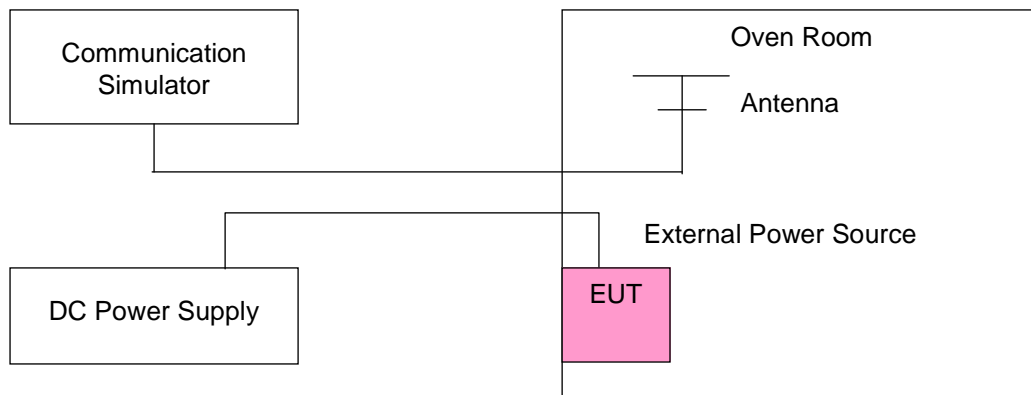 Communication
Simulator
Oven Room
Antenna
External Power Source
DC Power Supply
EUT